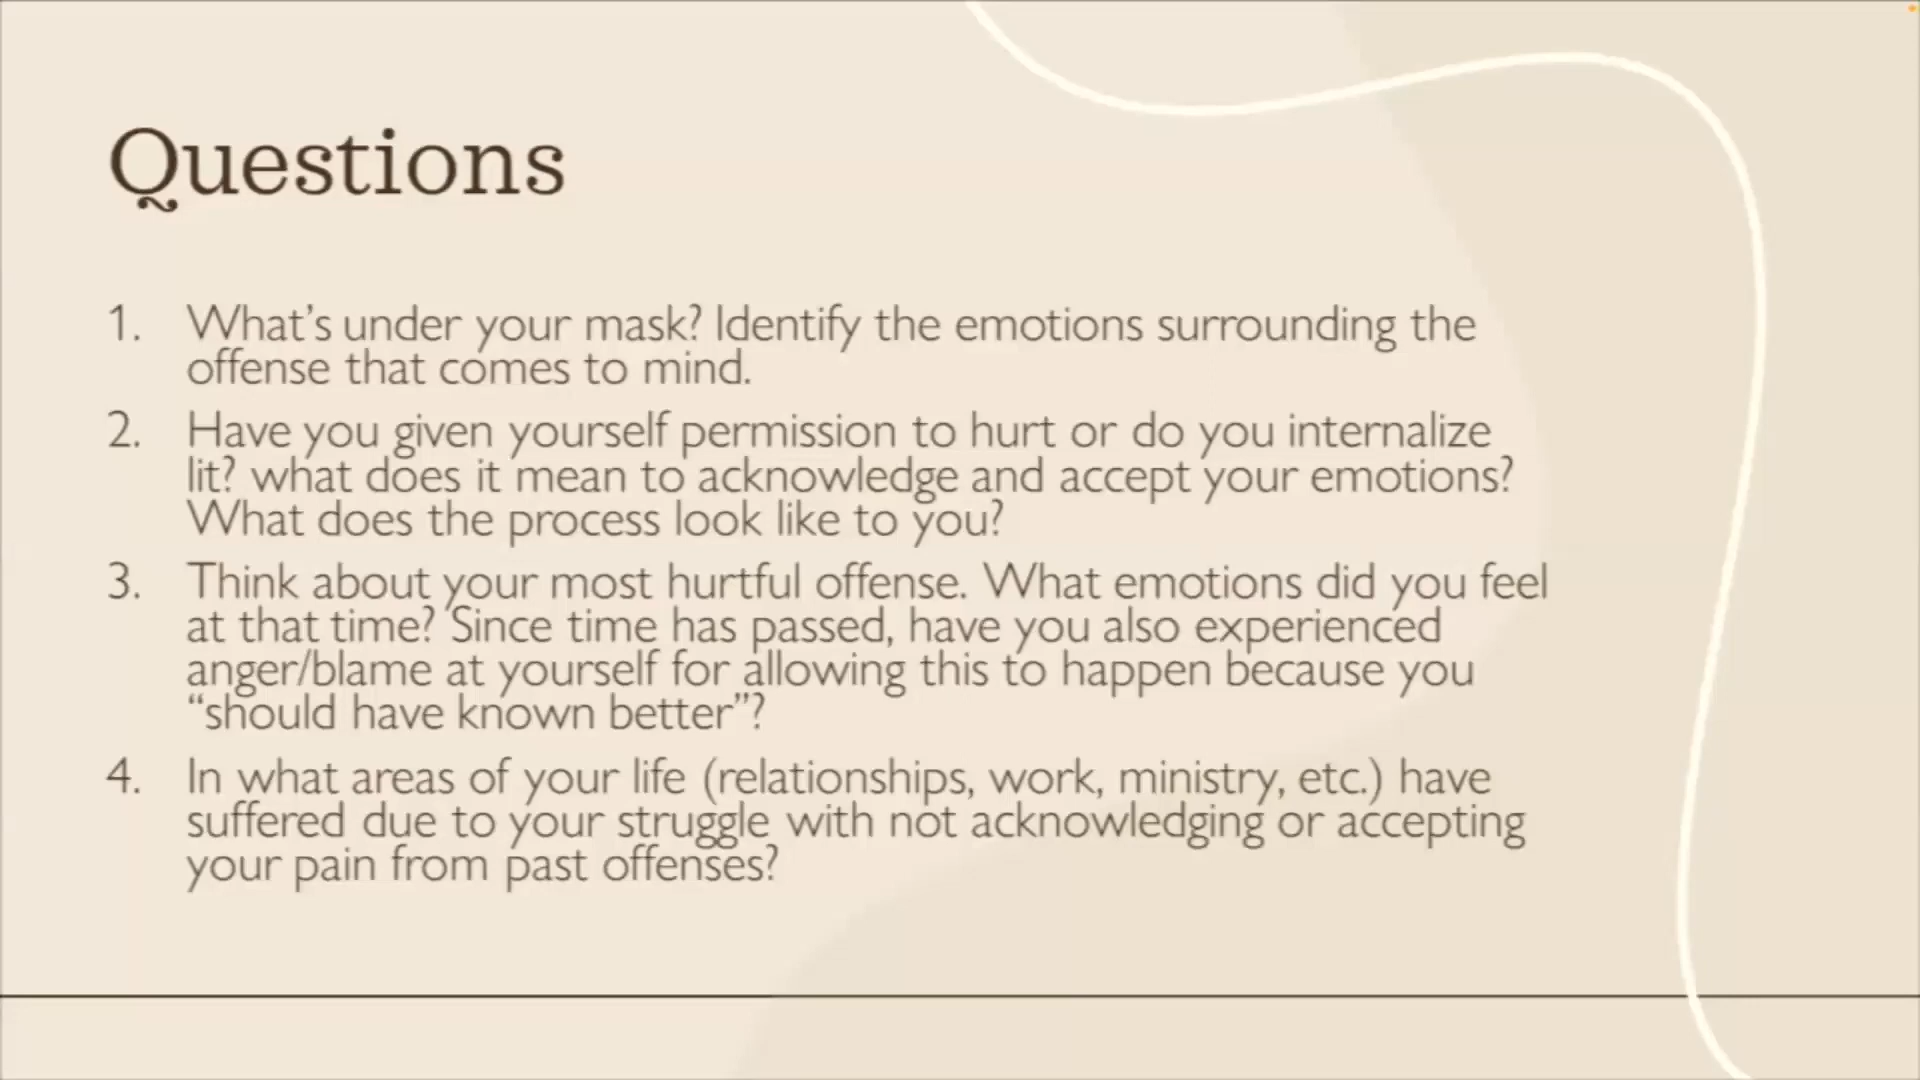 Questions
1. What's under your mask? Identify the emotions surrounding the
offense that comes to mind.
2. Have you given yourself permission to hurt or do you internalize
lit? what does it mean to acknowledge and accept your emotions?
What does the process look like to you?
3. Think about your most hurtful offense. What emotions did you feel
at that time? Since time has passed, have you also experienced
anger/blame at yourself for allowing this to happen because you
“should have known better”?
4. In what areas of your life (relationships, work, ministry, etc.) have
suffered due to your struggle with not acknowledging or accepting
your pain from past offenses?